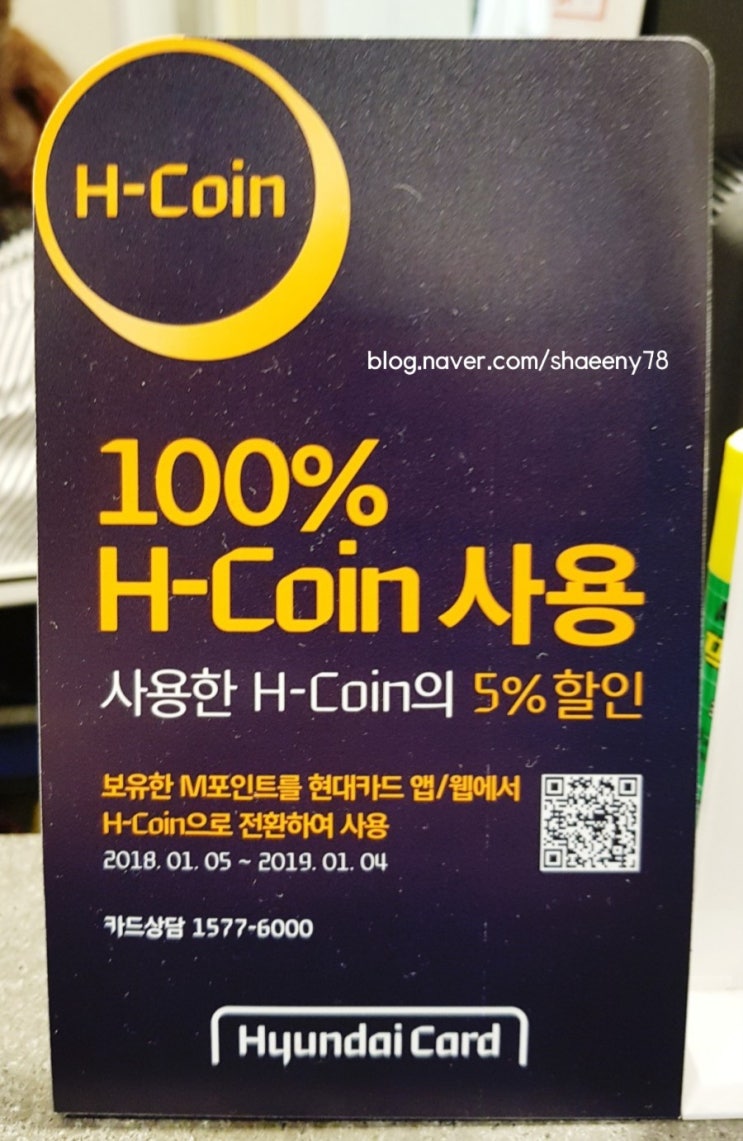 H-Coin
blog.naver.com/shaeeny78
100%
H-Coin 사용
사용한 H-Coin의 5% 할인
보유한 M포인트를 현대카드 앱/웹에서
H-Coin으로 전환하여 사용
2018. 01. 05 ~ 2019. 01. 04
카드상담 1577-6000
Hyundai Card